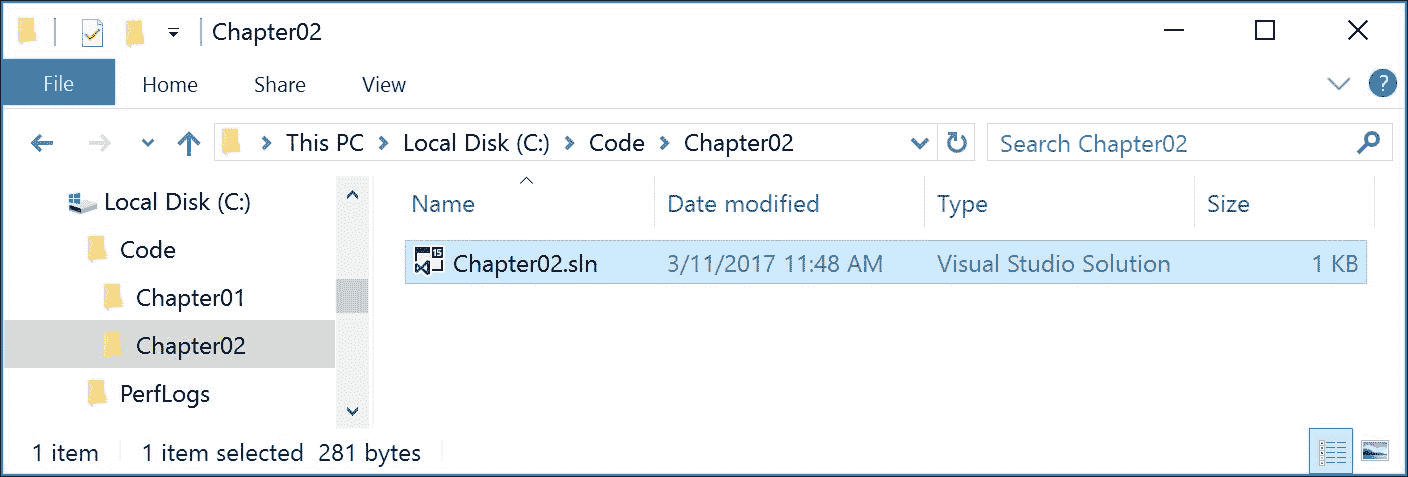 Chapter02
File Home Share View ?
This PC Local Disk (C:) Code Chapter02 Search Chapter02
Local Disk (C:)
Code
Chapter01
Chapter02
PerfLogs
Name Date modified Type Size
15
Chapter02.sln 3/11/2017 11:48 AM Visual Studio Solution 1 KB
1 item 1 item selected 281 bytes